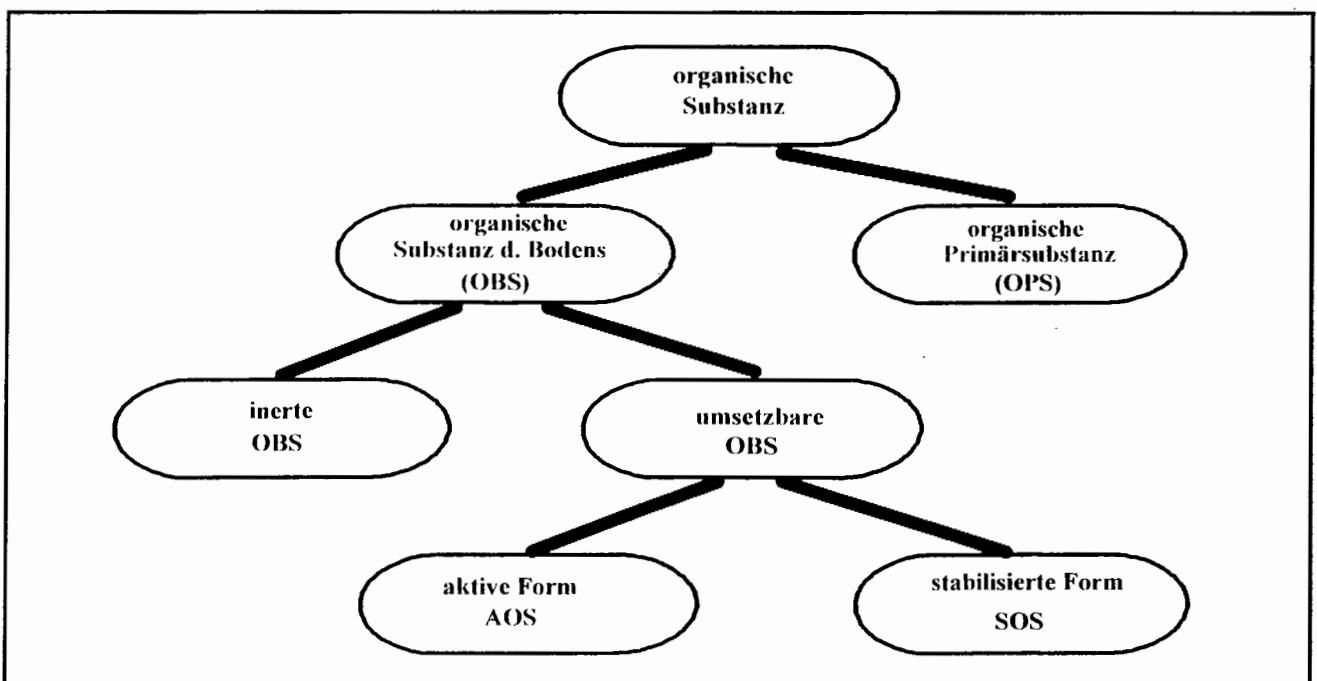 organische
Substanz
organische
Substanz d. Bodens
(OBS)
organische
Primärsubstanz
(OPS)
inerte
OBS
umsetzbare
OBS
aktive Form
AOS
stabilisierte Form
SOS